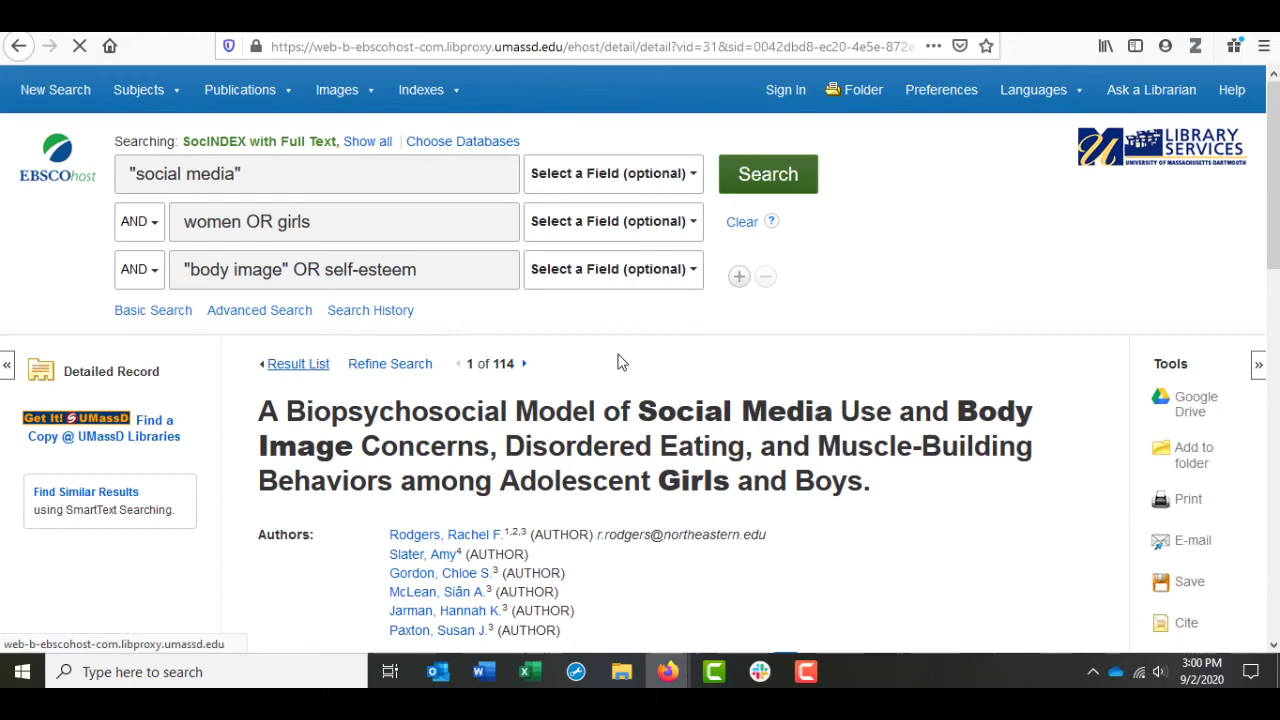 https://web-b-ebscohost-com.libproxy.umassd.edu/ehost/detail/detail?vid=31&sid=0042dbd8-ec20-4e5e-872e
New Search Subjects Publications Images Indexes Sign In Folder Preferences Languages Ask a Librarian Help
Searching: SocINDEX with Full Text, Show all | Choose Databases
EBSCOhost
"social media" Select a Field (optional) Search
AND women OR girls Select a Field (optional) Clear ?
AND "body image" OR self-esteem Select a Field (optional)
Basic Search Advanced Search Search History
LIBRARY
SERVICES
UNIVERSITY OF MASSACHUSETTS DARTMOUTH
Detailed Record
Get It! @ UMassD Find a
Copy @ UMassD Libraries
Find Similar Results
using SmartText Searching.
Result List Refine Search 1 of 114
A Biopsychosocial Model of Social Media Use and Body
Image Concerns, Disordered Eating, and Muscle-Building
Behaviors among Adolescent Girls and Boys.
Authors: Rodgers, Rachel F.1,2,3 (AUTHOR) r.rodgers@northeastern.edu
Slater, Amy4 (AUTHOR)
Gordon, Chloe S.3 (AUTHOR)
McLean, Siân A.3 (AUTHOR)
Jarman, Hannah K.3 (AUTHOR)
Paxton, Susan J.3 (AUTHOR)
Tools
Google
Drive
Add to
folder
Print
E-mail
Save
Cite
web-b-ebscohost-com.libproxy.umassd.edu
Type here to search
3:00 PM
9/2/2020